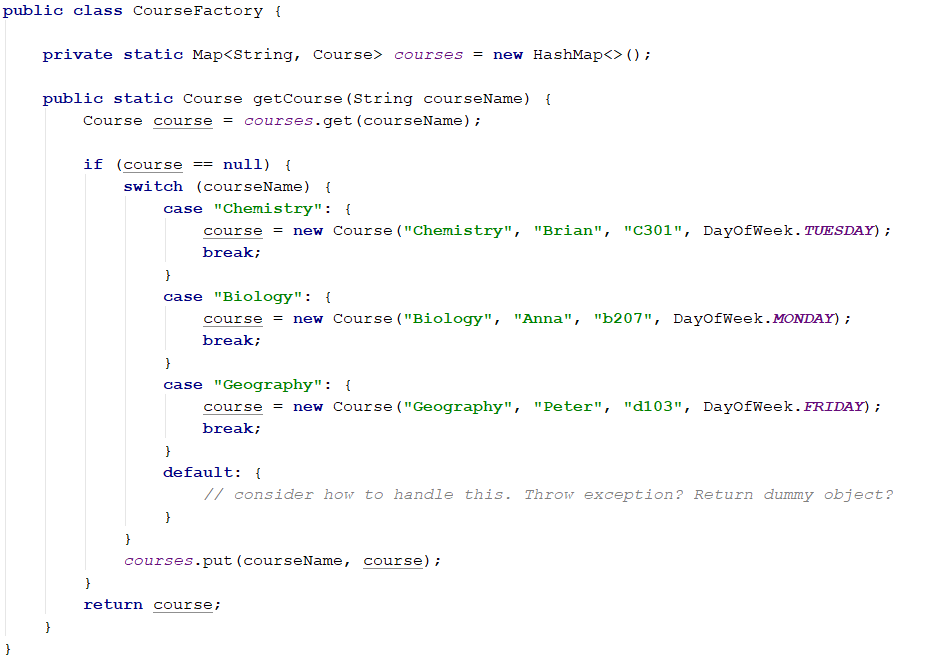 public class CourseFactory {
private static Map<String, Course> courses = new HashMap<>();
public static Course getCourse(String courseName) {
Course course = courses.get(courseName);
if (course == null) {
switch (courseName) {
case "Chemistry": {
course = new Course("Chemistry", "Brian", "C301", DayOfWeek.TUESDAY);
break;
}
case "Biology": {
course = new Course("Biology", "Anna", "b207", DayOfWeek.MONDAY);
break;
}
case "Geography": {
course = new Course("Geography", "Peter", "d103", DayOfWeek.FRIDAY);
break;
}
default: {
// consider how to handle this. Throw exception? Return dummy object?
}
}
courses.put(courseName, course);
}
return course;
}
}